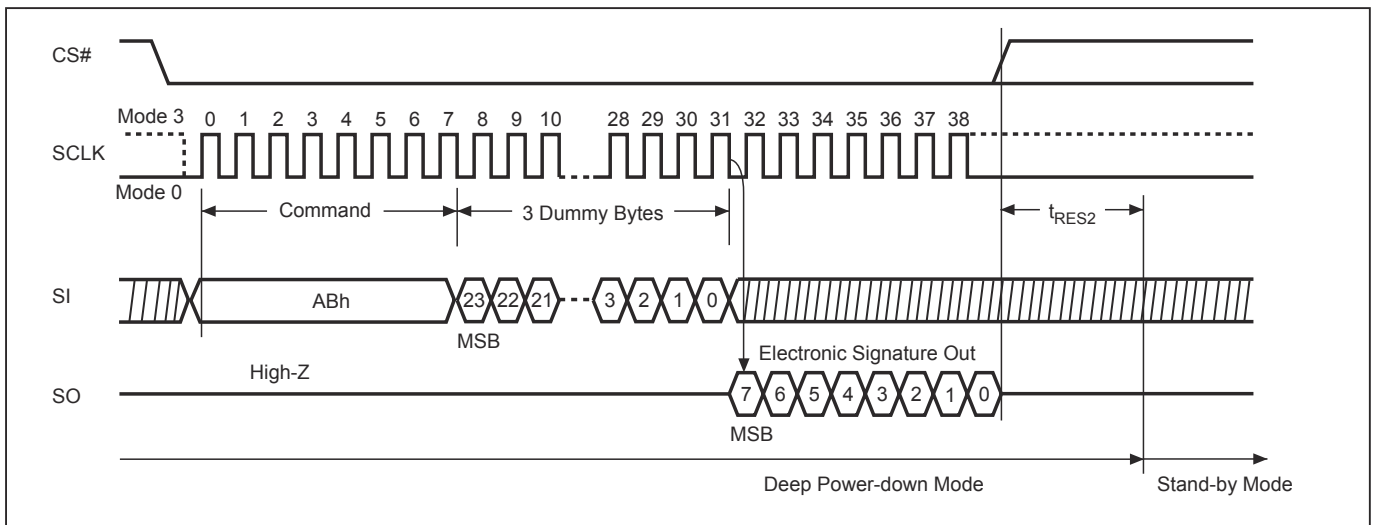 CS#
Mode 3
0 1 2 3 4 5 6 7 8 9 10 28 29 30 31 32 33 34 35 36 37 38
SCLK
Mode 0
Command
3 Dummy Bytes
tRES2
SI
ABh
23 22 21 3 2 1 0
MSB
Electronic Signature Out
High-Z
SO
7 6 5 4 3 2 1 0
MSB
Deep Power-down Mode
Stand-by Mode